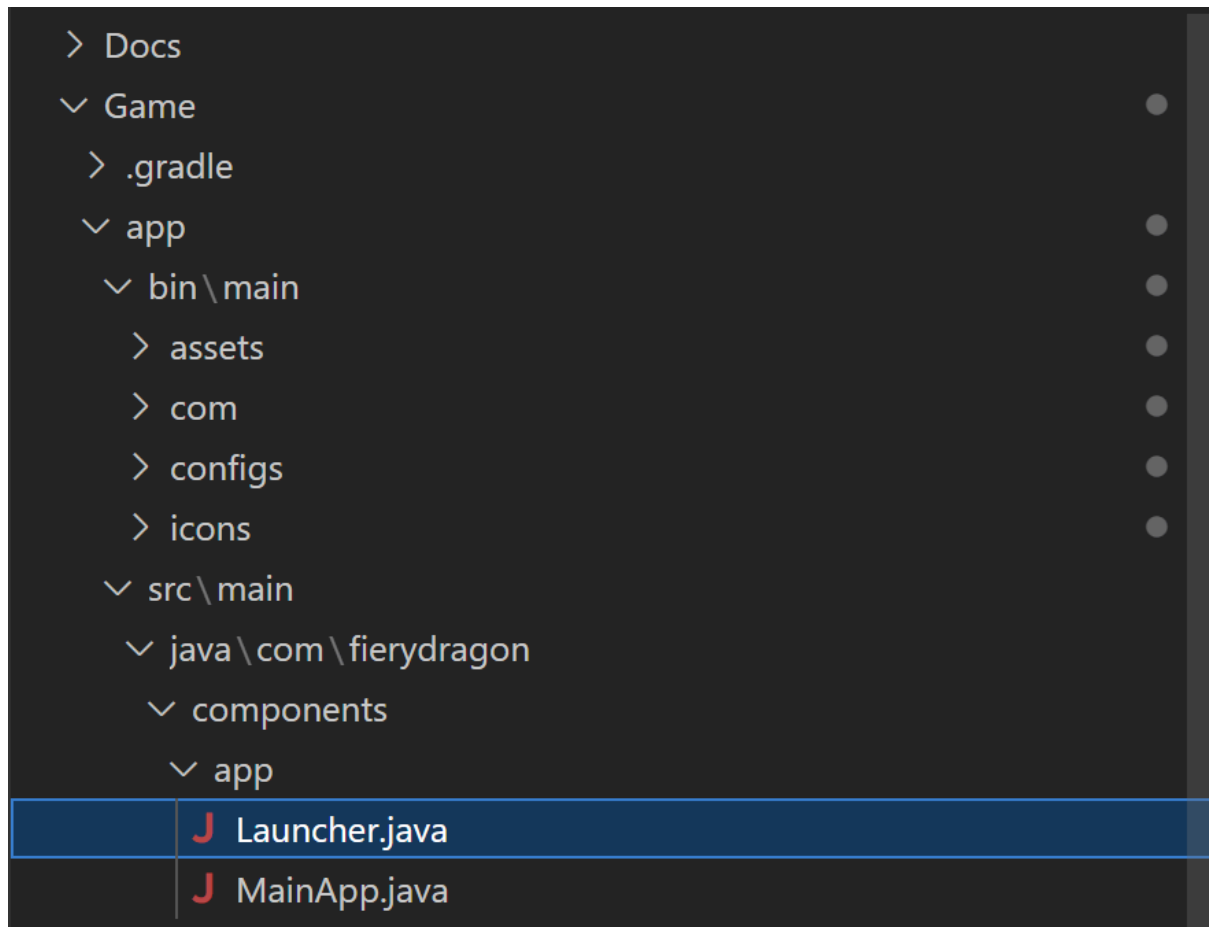 Docs
Game
.gradle
app
bin\main
assets
com
configs
icons
src\main
java\com\fierydragon
components
app
J Launcher.java
J MainApp.java